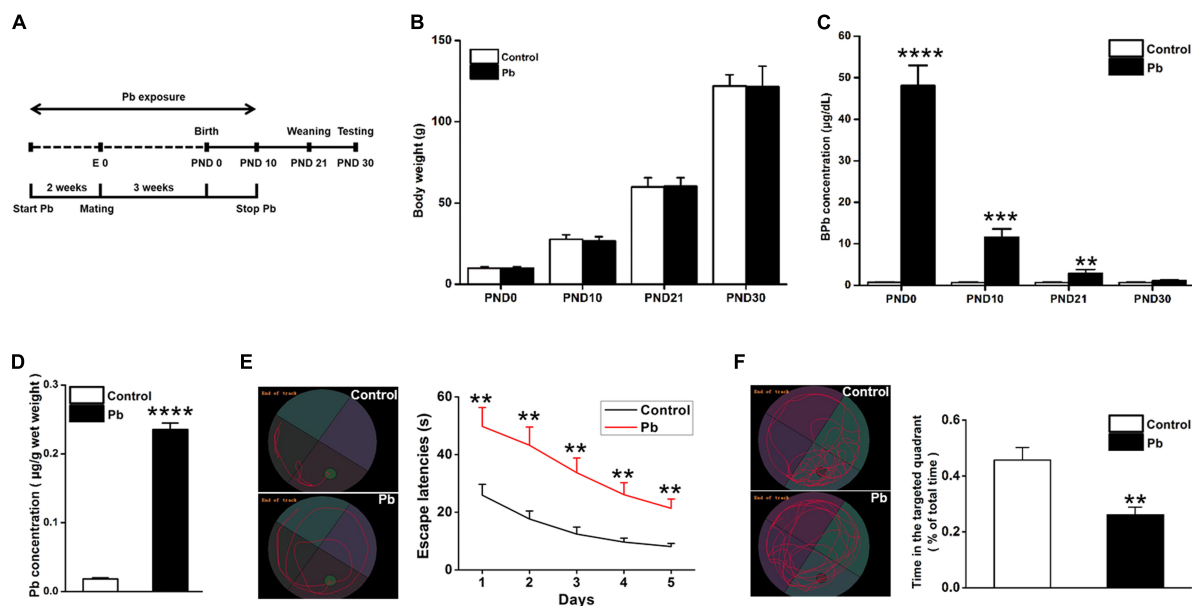 A
Pb exposure
Birth Weaning Testing
E 0 PND 0 PND 10 PND 21 PND 30
2 weeks 3 weeks
Start Pb Mating Stop Pb
B
Body weight (g)
150
100
50
0
Control
Pb
PND0 PND10 PND21 PND30
C
BPb concentration (µg/dL)
60
50
40
30
20
10
0
Control
Pb
****
***
**
PND0 PND10 PND21 PND30
D
Pb concentration ( µg/g wet weight )
0.3
0.2
0.1
0.0
Control
Pb
****
E
End of track
Control
End of track
Pb
Escape latencies (s)
60
40
20
0
** ** ** ** **
Control
Pb
1 2 3 4 5
Days
F
End of track
Control
End of track
Pb
Time in the targeted quadrant
( % of total time )
0.6
0.4
0.2
0.0
Control
Pb
**